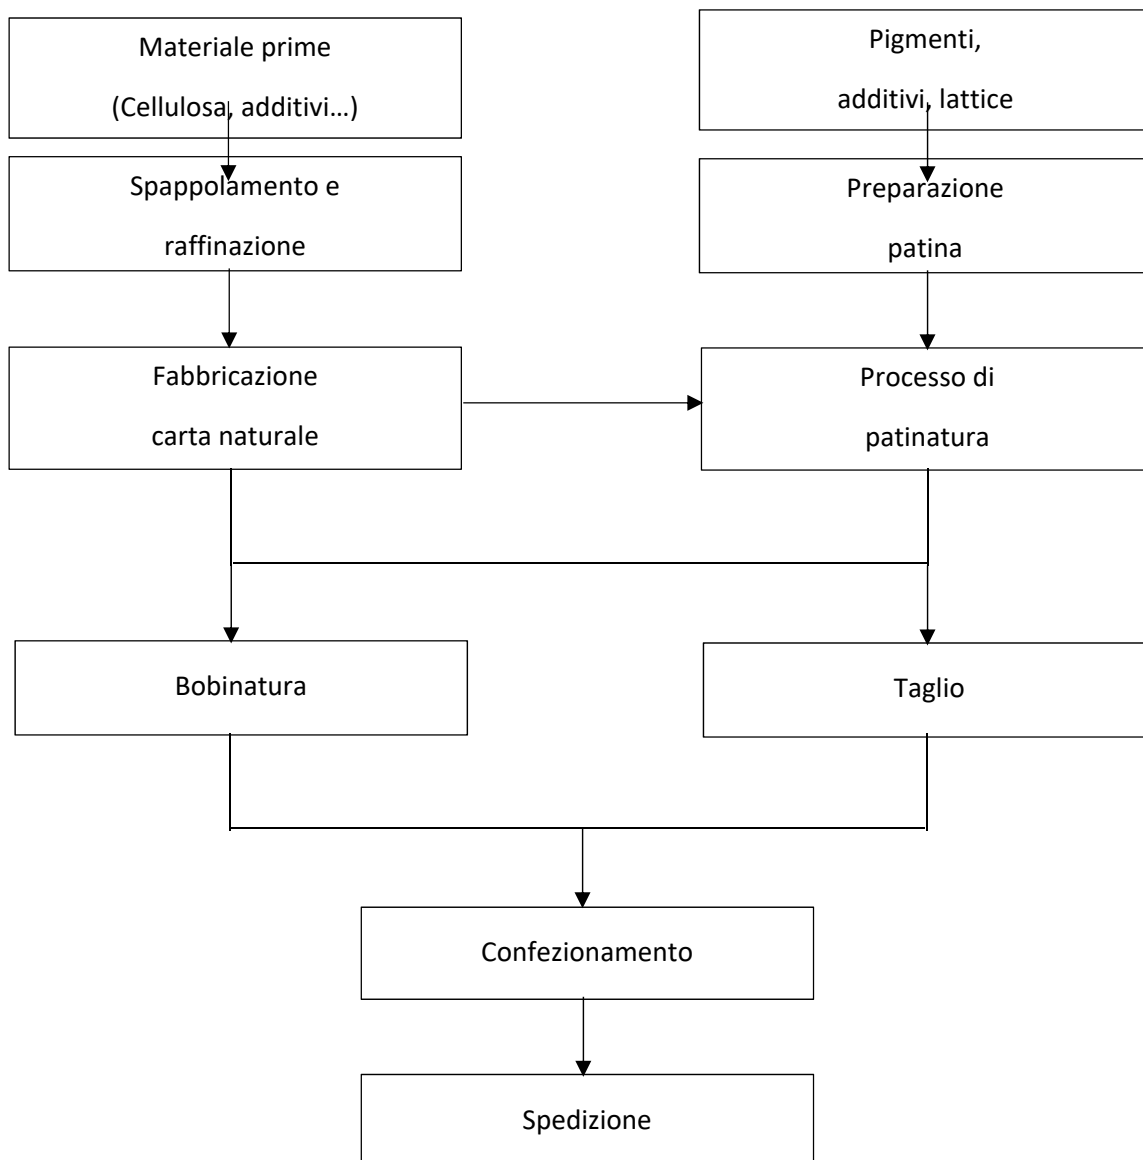 Materiale prime
(Cellulosa, additivi…)
Pigmenti,
additivi, lattice
Spappolamento e
raffinazione
Preparazione
patina
Fabbricazione
carta naturale
Processo di
patinatura
Bobinatura
Taglio
Confezionamento
Spedizione